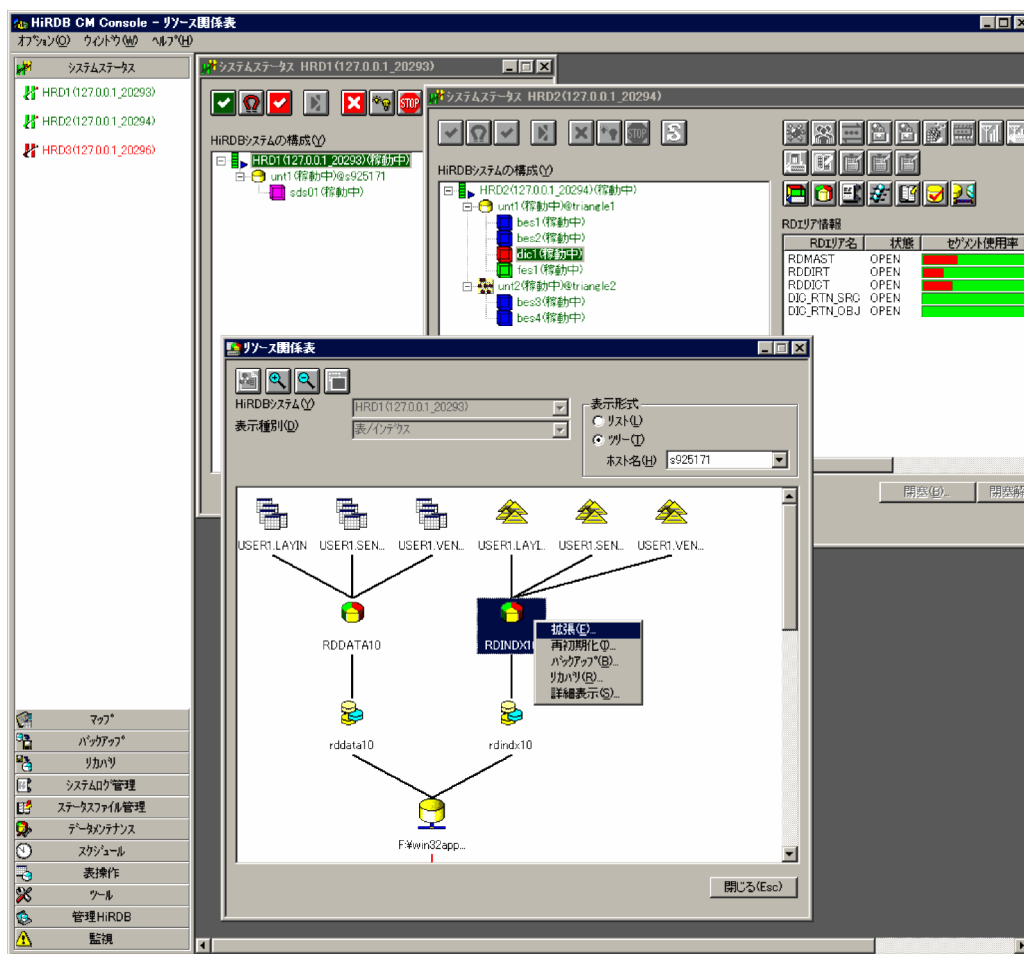 HiRDB CM Console - リソース関係表
オプション(O) ウィンドウ(W) ヘルプ(H)
システムステータス
HRD1(127.0.0.1_20293)
HRD2(127.0.0.1_20294)
HRD3(127.0.0.1_20296)
マップ
バックアップ
リカバリ
システムログ管理
ステータスファイル管理
データメンテナンス
スケジュール
表操作
ツール
管理HiRDB
監視
システムステータス HRD1(127.0.0.1_20293)
STOP
HiRDBシステムの構成(Y)
HRD1(127.0.0.1_20293)(稼動中)
unt1(稼動中)@s925171
sds01(稼動中)
システムステータス HRD2(127.0.0.1_20294)
STOP
HiRDBシステムの構成(Y)
HRD2(127.0.0.1_20294)(稼動中)
unt1(稼動中)@triangle1
bes1(稼動中)
bes2(稼動中)
dic1(稼動中)
fes1(稼動中)
unt2(稼動中)@triangle2
bes3(稼動中)
bes4(稼動中)
RDエリア情報
RDエリア名 状態 セグメント使用率
RDMAST OPEN
RDDIRT OPEN
RDDICT OPEN
DIC_RTN_SRC OPEN
DIC_RTN_OBJ OPEN
閉塞(B)...
閉塞解
リソース関係表
HiRDBシステム(Y) HRD1(127.0.0.1_20293)
表示種別(D) 表/インデクス
表示形式
リスト(L)
ツリー(T)
ホスト名(H) s925171
USER1.LAYIN USER1.SEN... USER1.VEN... USER1.LAYI... USER1.SEN... USER1.VEN...
RDDATA10 RDINDX1
拡張(E)...
再初期化(I)...
バックアップ(B)...
リカバリ(R)...
詳細表示(S)...
rddata10 rdindx10
F:¥win32app...
閉じる(Esc)